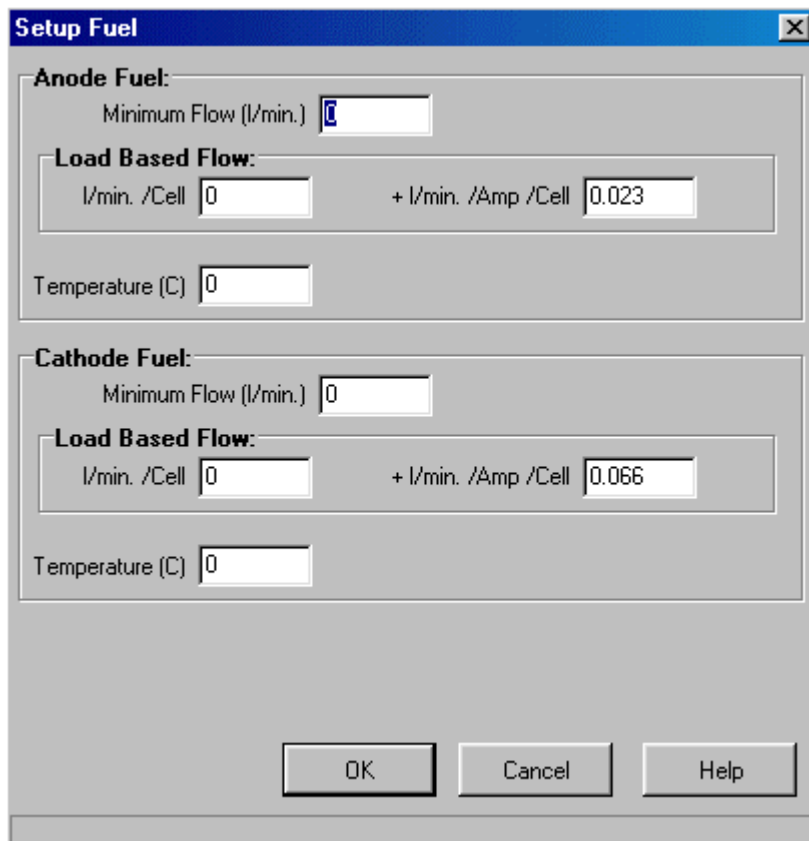 Setup Fuel
Anode Fuel:
Minimum Flow (l/min.) 0
Load Based Flow:
l/min. /Cell 0 + l/min. /Amp /Cell 0.023
Temperature (C) 0
Cathode Fuel:
Minimum Flow (l/min.) 0
Load Based Flow:
l/min. /Cell 0 + l/min. /Amp /Cell 0.066
Temperature (C) 0
OK Cancel Help